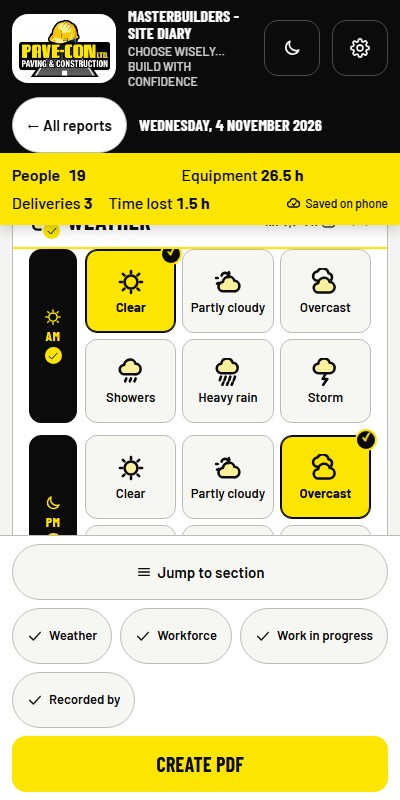 PAVE-CON LTD.
PAVING & CONSTRUCTION
MASTERBUILDERS -
SITE DIARY
CHOOSE WISELY...
BUILD WITH
CONFIDENCE
← All reports
WEDNESDAY, 4 NOVEMBER 2026
People 19
Equipment 26.5 h
Deliveries 3
Time lost 1.5 h
Saved on phone
WEATHER
AM
Clear
Partly cloudy
Overcast
Showers
Heavy rain
Storm
PM
Clear
Partly cloudy
Overcast
Jump to section
Weather
Workforce
Work in progress
Recorded by
CREATE PDF